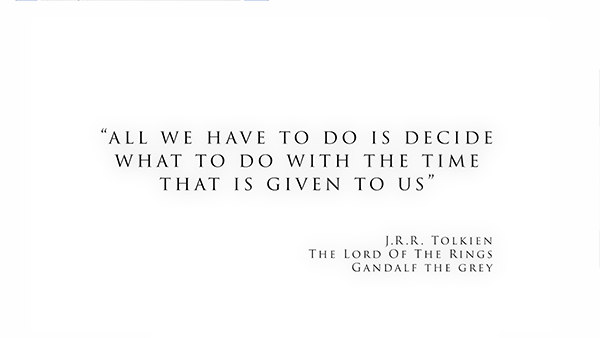 “ALL WE HAVE TO DO IS DECIDE
WHAT TO DO WITH THE TIME
THAT IS GIVEN TO US”
J.R.R. TOLKIEN
THE LORD OF THE RINGS
GANDALF THE GREY